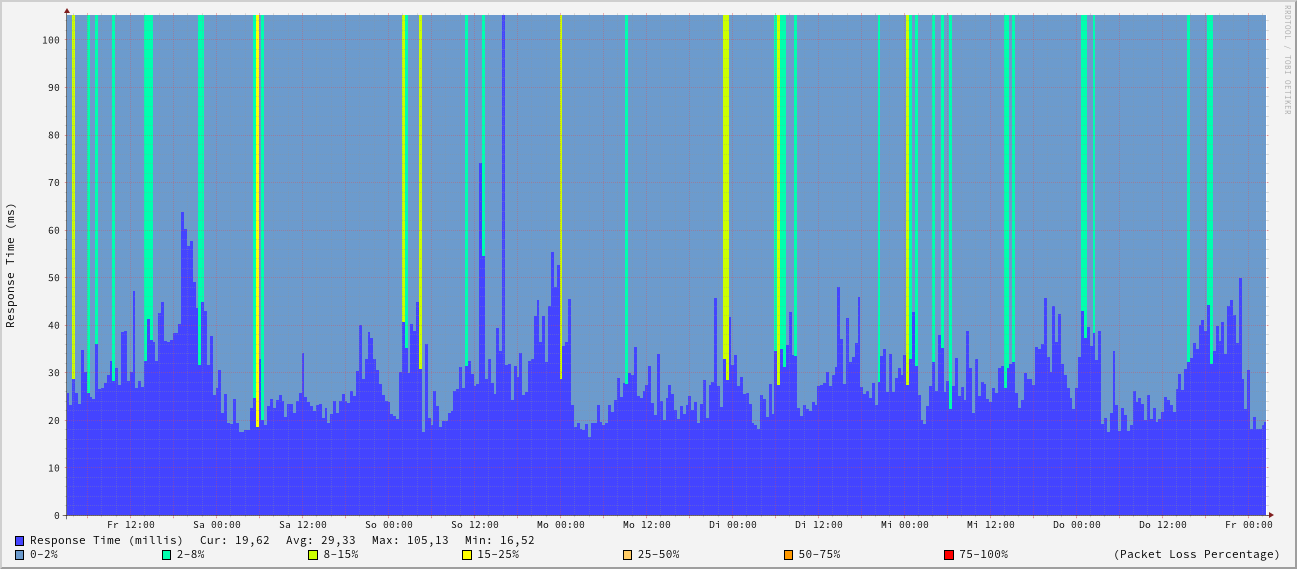 RRDTOOL / TOBI OETIKER
Response Time (ms)
100
90
80
70
60
50
40
30
20
10
0
Fr 12:00 Sa 00:00 Sa 12:00 So 00:00 So 12:00 Mo 00:00 Mo 12:00 Di 00:00 Di 12:00 Mi 00:00 Mi 12:00 Do 00:00 Do 12:00 Fr 00:00
Response Time (millis) Cur: 19,62 Avg: 29,33 Max: 105,13 Min: 16,52
0-2% 2-8% 8-15% 15-25% 25-50% 50-75% 75-100% (Packet Loss Percentage)